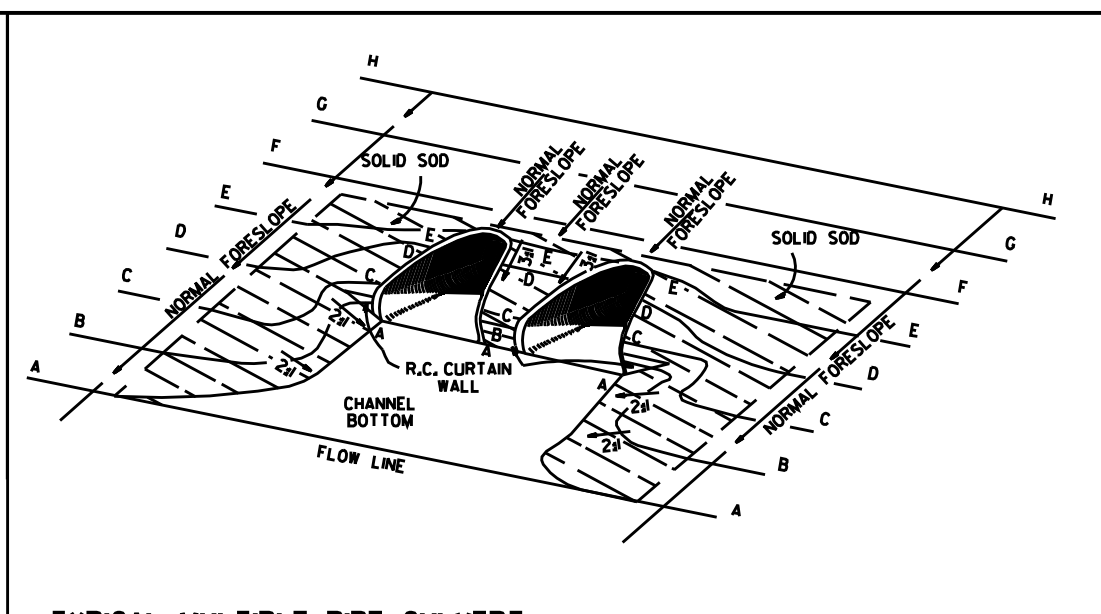 H
G
F
SOLID SOD
NORMAL
FORESLOPE
NORMAL
FORESLOPE
NORMAL
FORESLOPE
E
H
NORMAL FORESLOPE
D
SOLID SOD
G
E
D
3:1
E
3:1
D
C
C
E
F
B
2:1
A
C
B
A
D
C
E
A
2:1
R.C. CURTAIN
WALL
NORMAL FORESLOPE
D
A
CHANNEL
BOTTOM
2:1
C
2:1
FLOW LINE
B
A